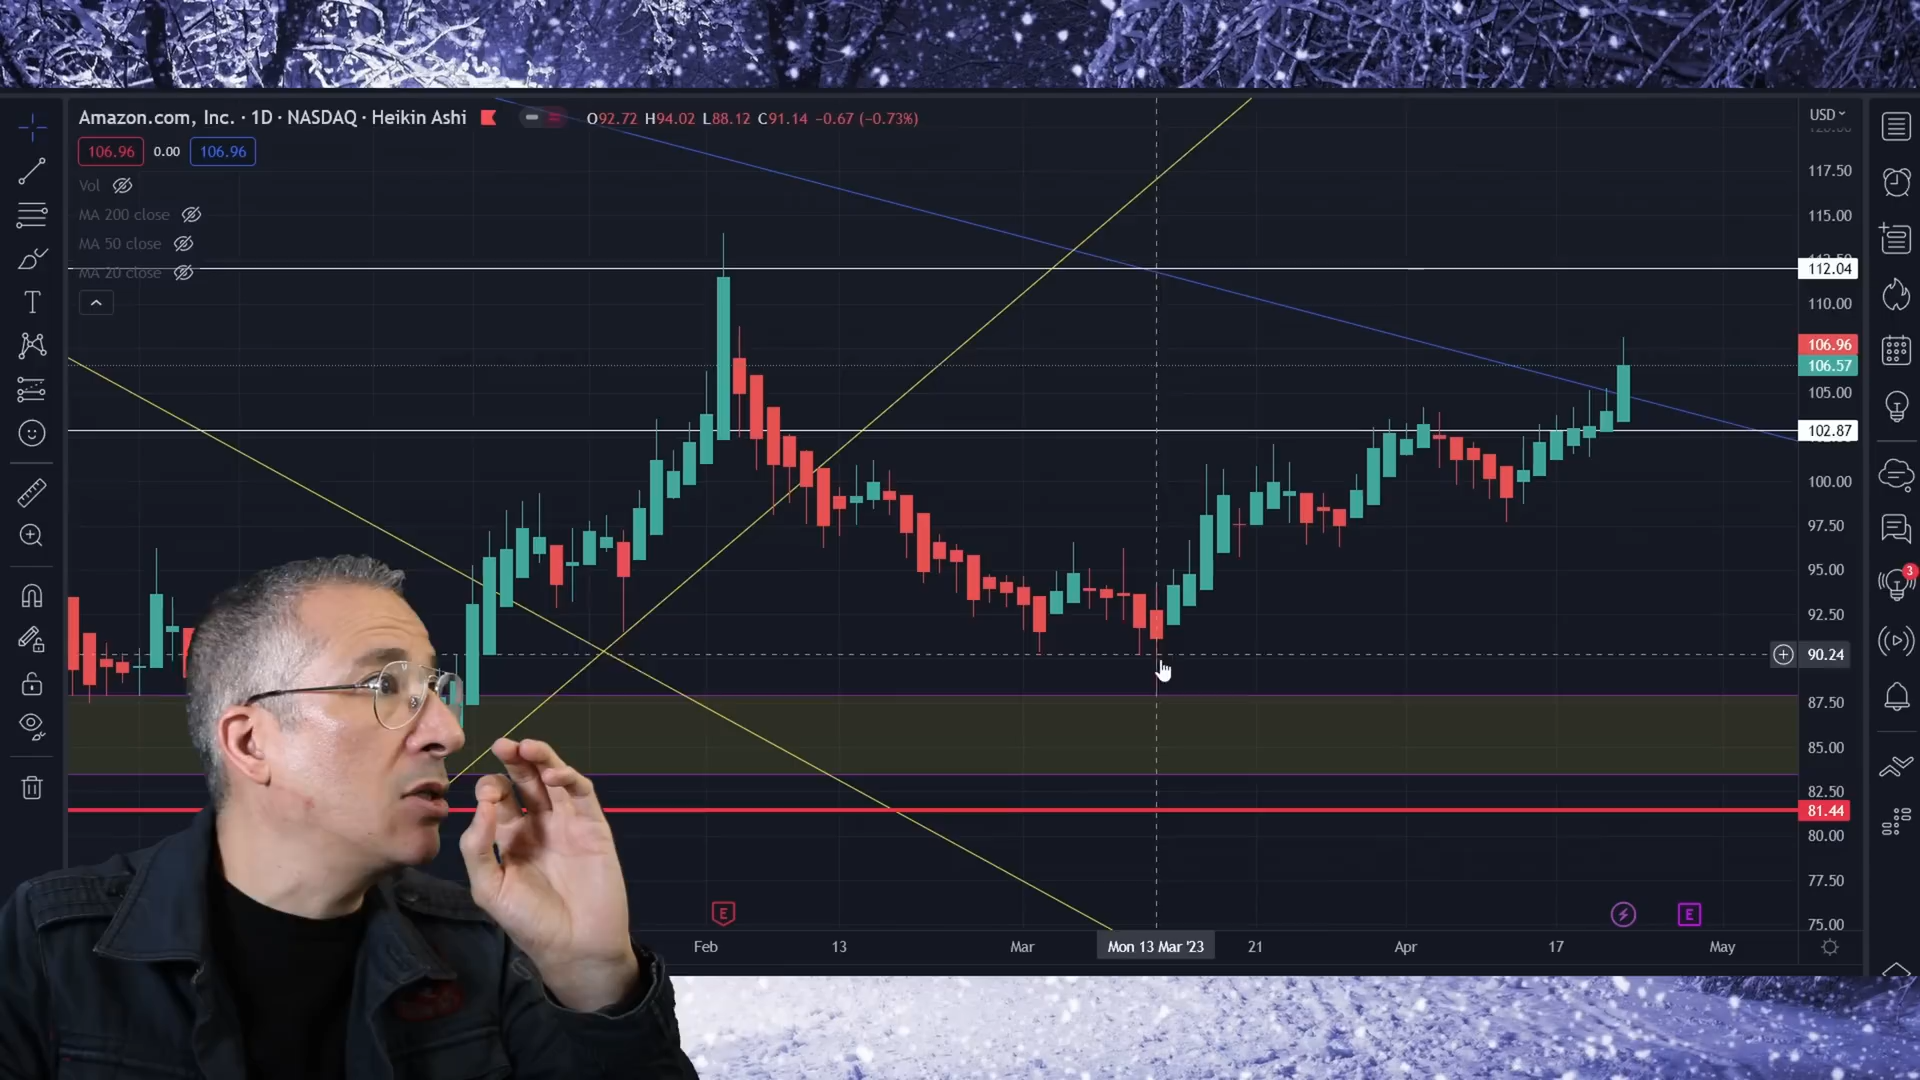 Amazon.com, Inc. · 1D · NASDAQ · Heikin Ashi O92.72 H94.02 L88.12 C91.14 −0.67 (−0.73%)
USD
106.96 0.00 106.96
Vol
MA 200 close
MA 50 close
MA 20 close
117.50
115.00
112.04
110.00
106.96
106.57
105.00
102.87
100.00
97.50
95.00
92.50
90.24
87.50
85.00
82.50
81.44
80.00
77.50
75.00
3
E
E
Feb 13 Mar Mon 13 Mar '23 21 Apr 17 May